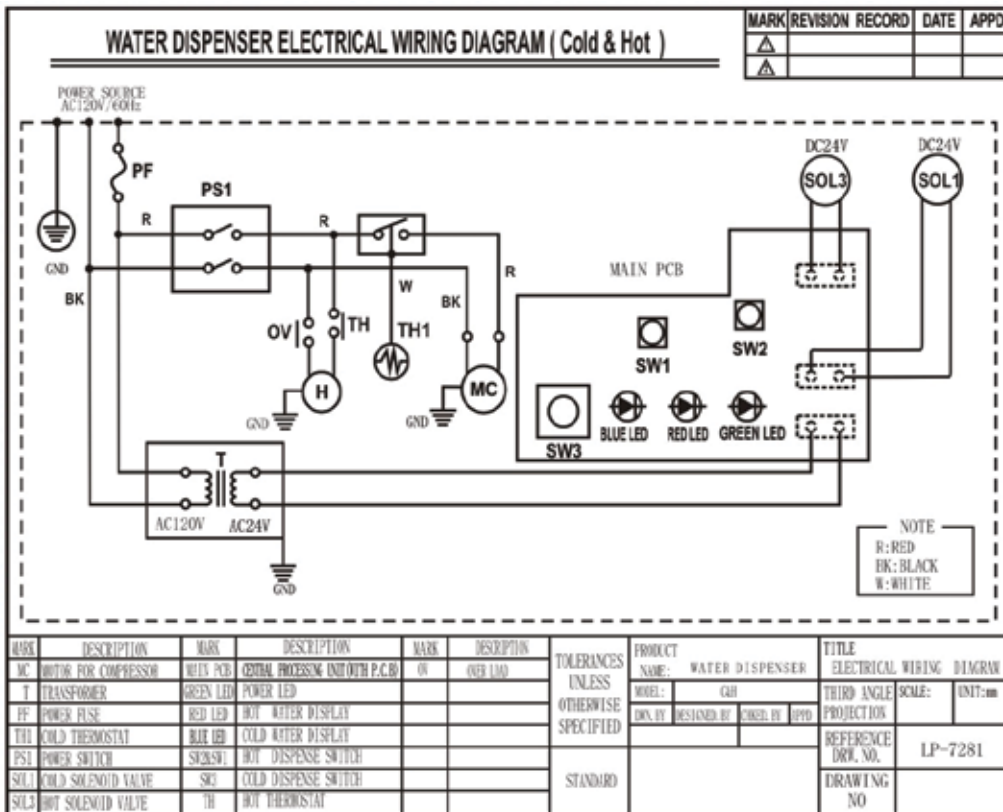 WATER DISPENSER ELECTRICAL WIRING DIAGRAM ( Cold & Hot )
MARK REVISION RECORD DATE APPD
POWER SOURCE
AC120V/60Hz
PF
PS1
R
R
GND
BK
W
R
BK
OV
TH
TH1
H
MC
GND
GND
DC24V
DC24V
SOL3
SOL1
MAIN PCB
SW1
SW2
SW3
BLUE LED
RED LED
GREEN LED
T
AC120V
AC24V
GND
NOTE
R:RED
BK:BLACK
W:WHITE
MARK DESCRIPTION MARK DESCRIPTION MARK DESCRIPTION
MC MOTOR FOR COMPRESSOR MAIN PCB CENTRAL PROCESSING UNIT(WITH P.C.B) OV OVER LOAD
T TRANSFORMER GREEN LED POWER LED
PF POWER FUSE RED LED HOT WATER DISPLAY
TH1 COLD THERMOSTAT BLUE LED COLD WATER DISPLAY
PS1 POWER SWITCH SW2&SW1 HOT DISPENSE SWITCH
SOL1 COLD SOLENOID VALVE SW3 COLD DISPENSE SWITCH
SOL3 HOT SOLENOID VALVE TH HOT THERMOSTAT
TOLERANCES
UNLESS
OTHERWISE
SPECIFIED
STANDARD
PRODUCT
NAME: WATER DISPENSER
MODEL: C&H
DRN. BY DESIGNED. BY CHKED. BY APPD
TITLE
ELECTRICAL WIRING DIAGRAM
THIRD ANGLE
PROJECTION
SCALE:
UNIT:mm
REFERENCE
DRW. NO.
LP-7281
DRAWING
NO